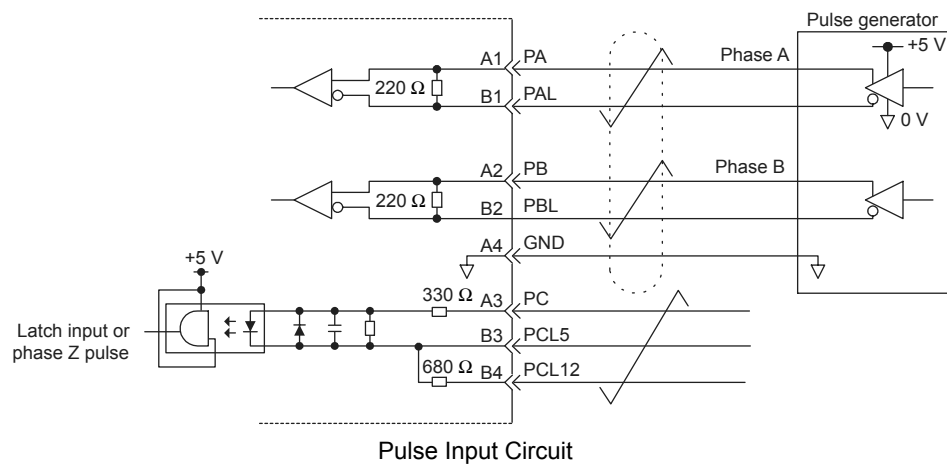 Pulse generator
+5 V
A1 PA Phase A
220 Ω
B1 PAL
0 V
A2 PB Phase B
220 Ω
B2 PBL
A4 GND
+5 V
330 Ω A3 PC
Latch input or
phase Z pulse
B3 PCL5
680 Ω B4 PCL12
Pulse Input Circuit